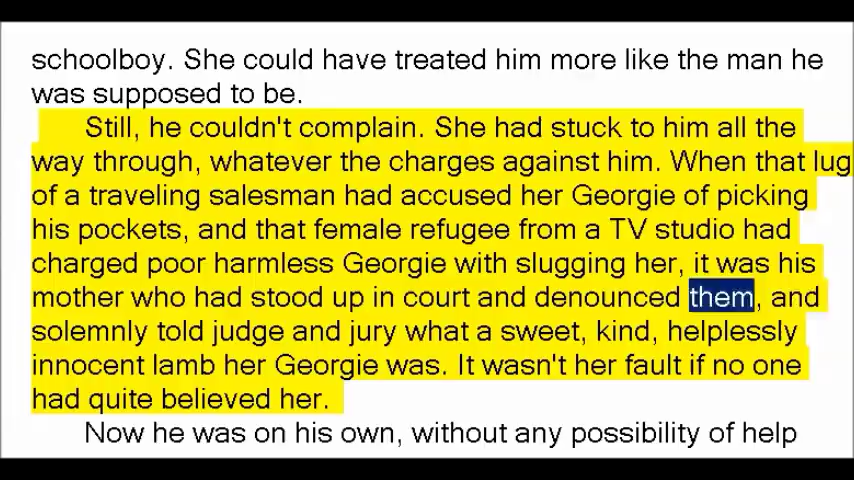 schoolboy. She could have treated him more like the man he
was supposed to be.
Still, he couldn't complain. She had stuck to him all the
way through, whatever the charges against him. When that lug
of a traveling salesman had accused her Georgie of picking
his pockets, and that female refugee from a TV studio had
charged poor harmless Georgie with slugging her, it was his
mother who had stood up in court and denounced them, and
solemnly told judge and jury what a sweet, kind, helplessly
innocent lamb her Georgie was. It wasn't her fault if no one
had quite believed her.
Now he was on his own, without any possibility of help